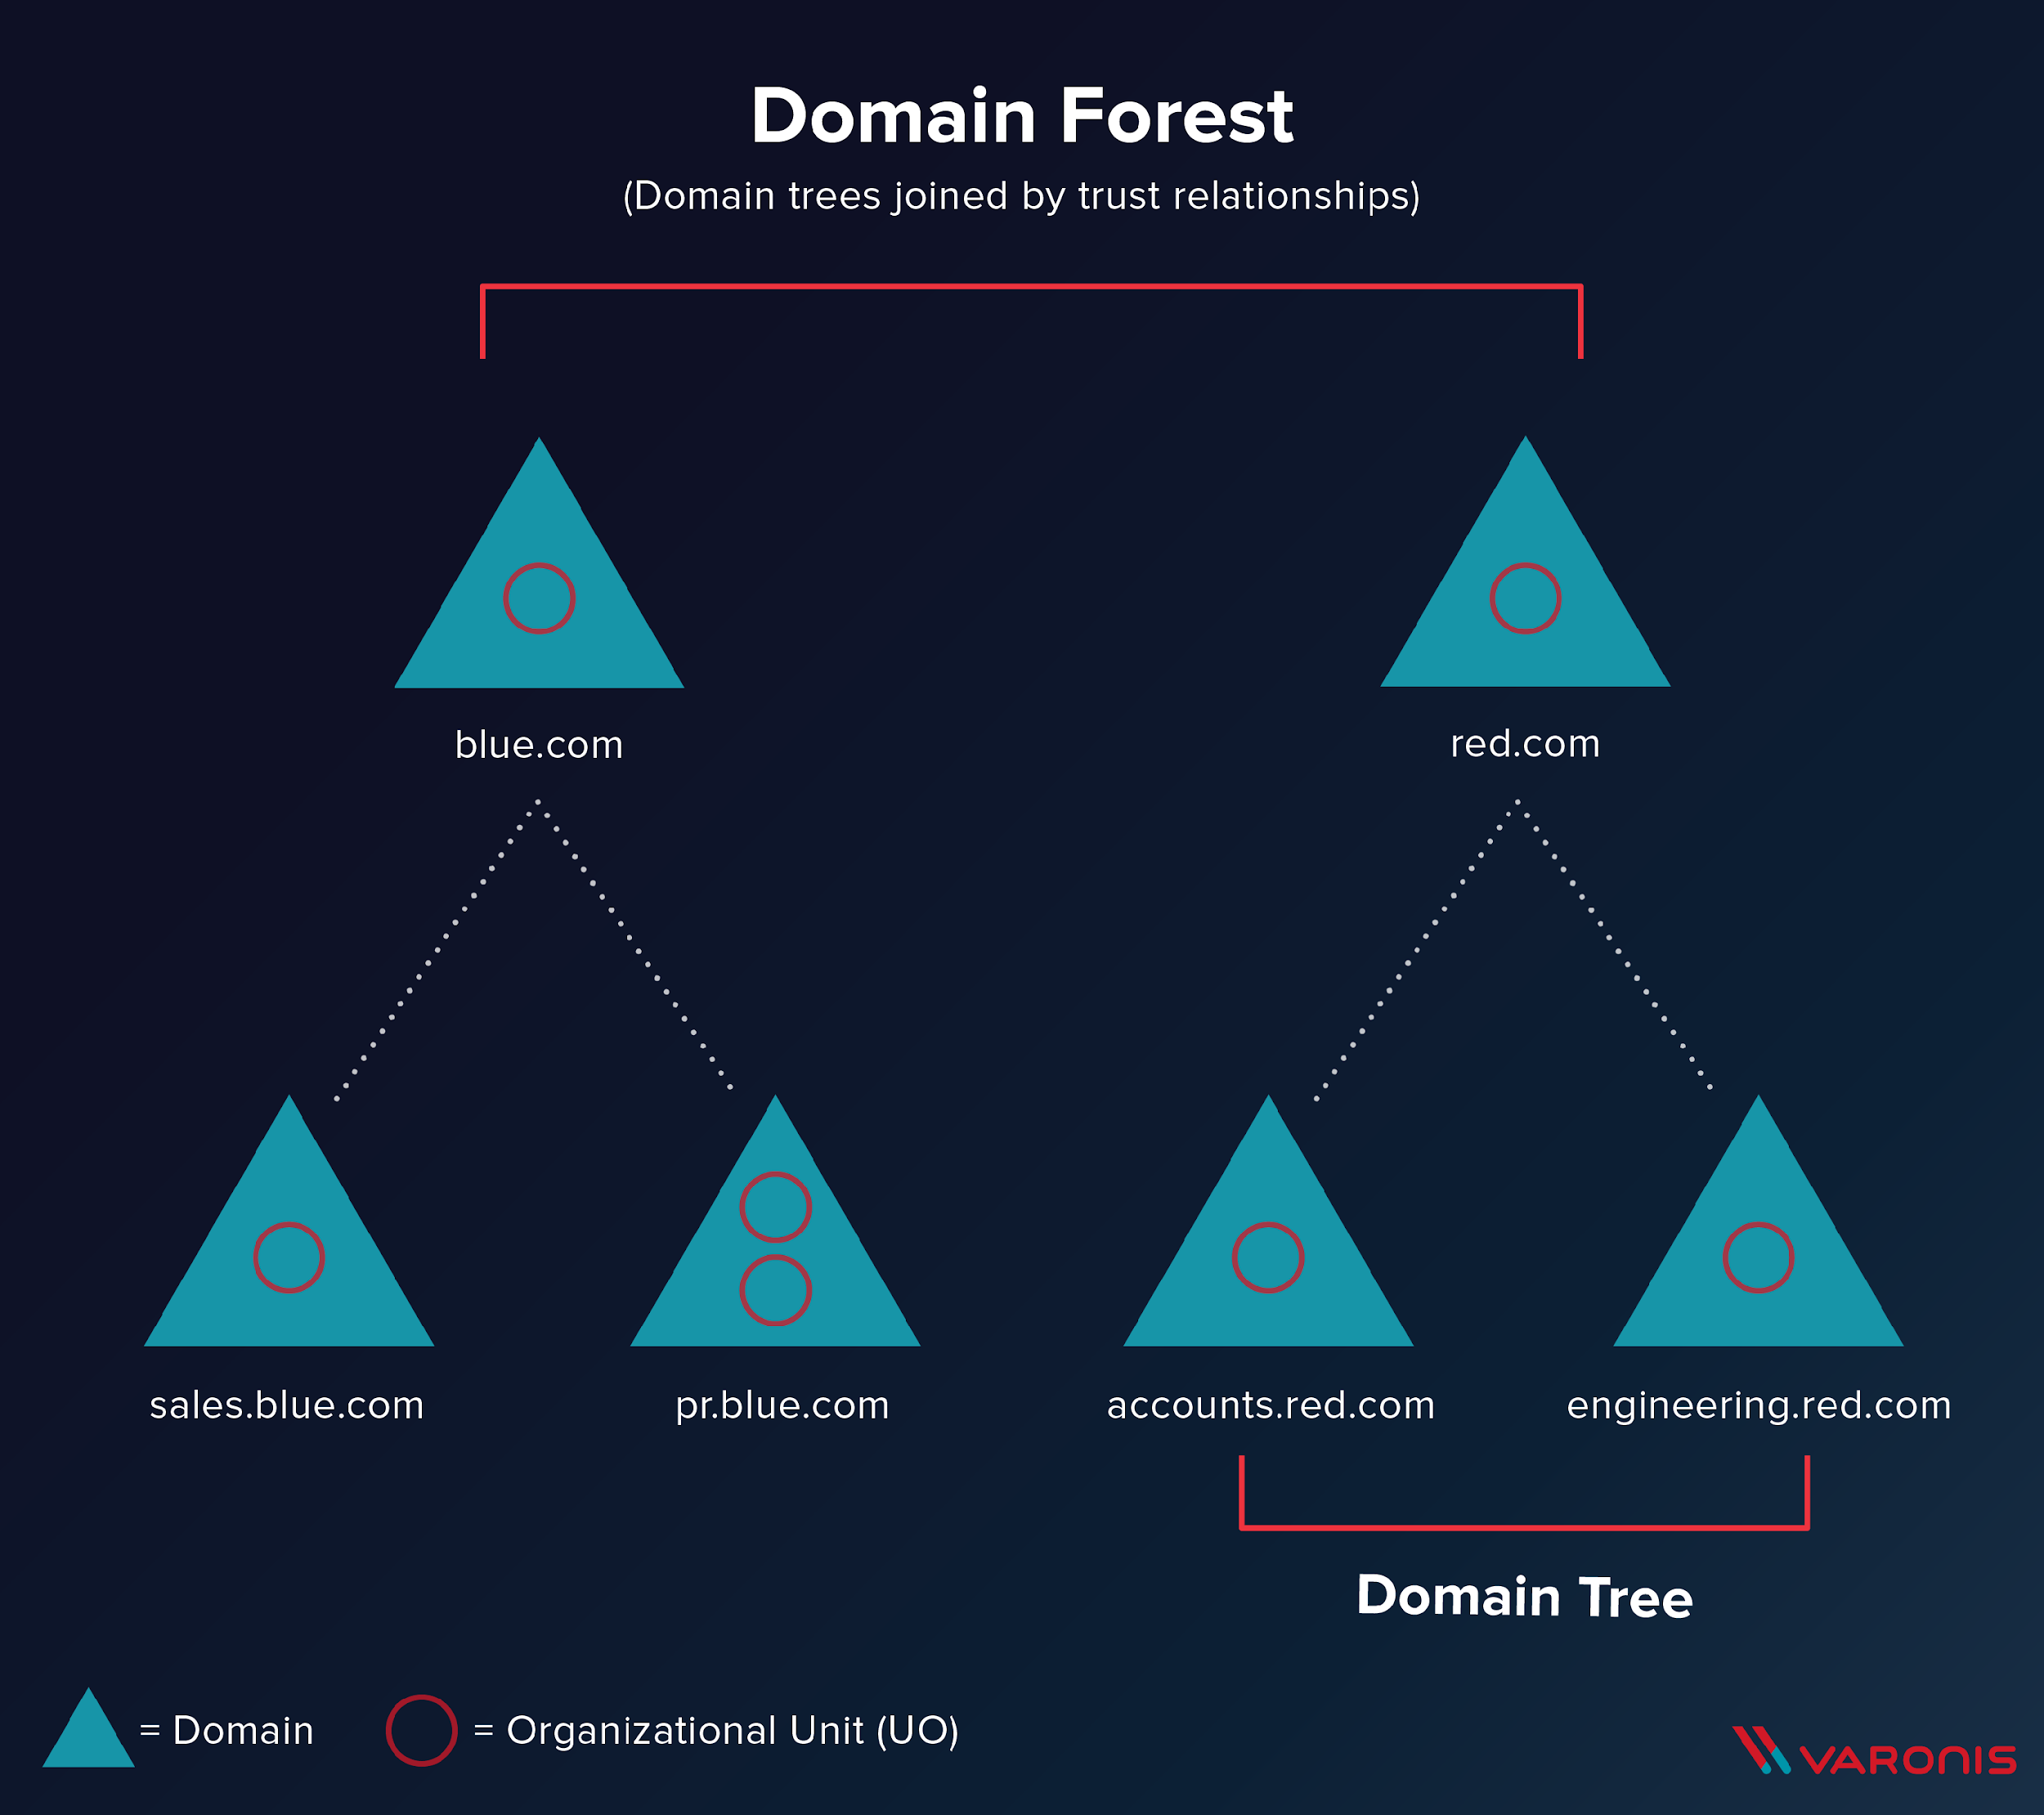 Domain Forest
(Domain trees joined by trust relationships)
blue.com
red.com
sales.blue.com
pr.blue.com
accounts.red.com
engineering.red.com
Domain Tree
= Domain
= Organizational Unit (UO)
VARONIS